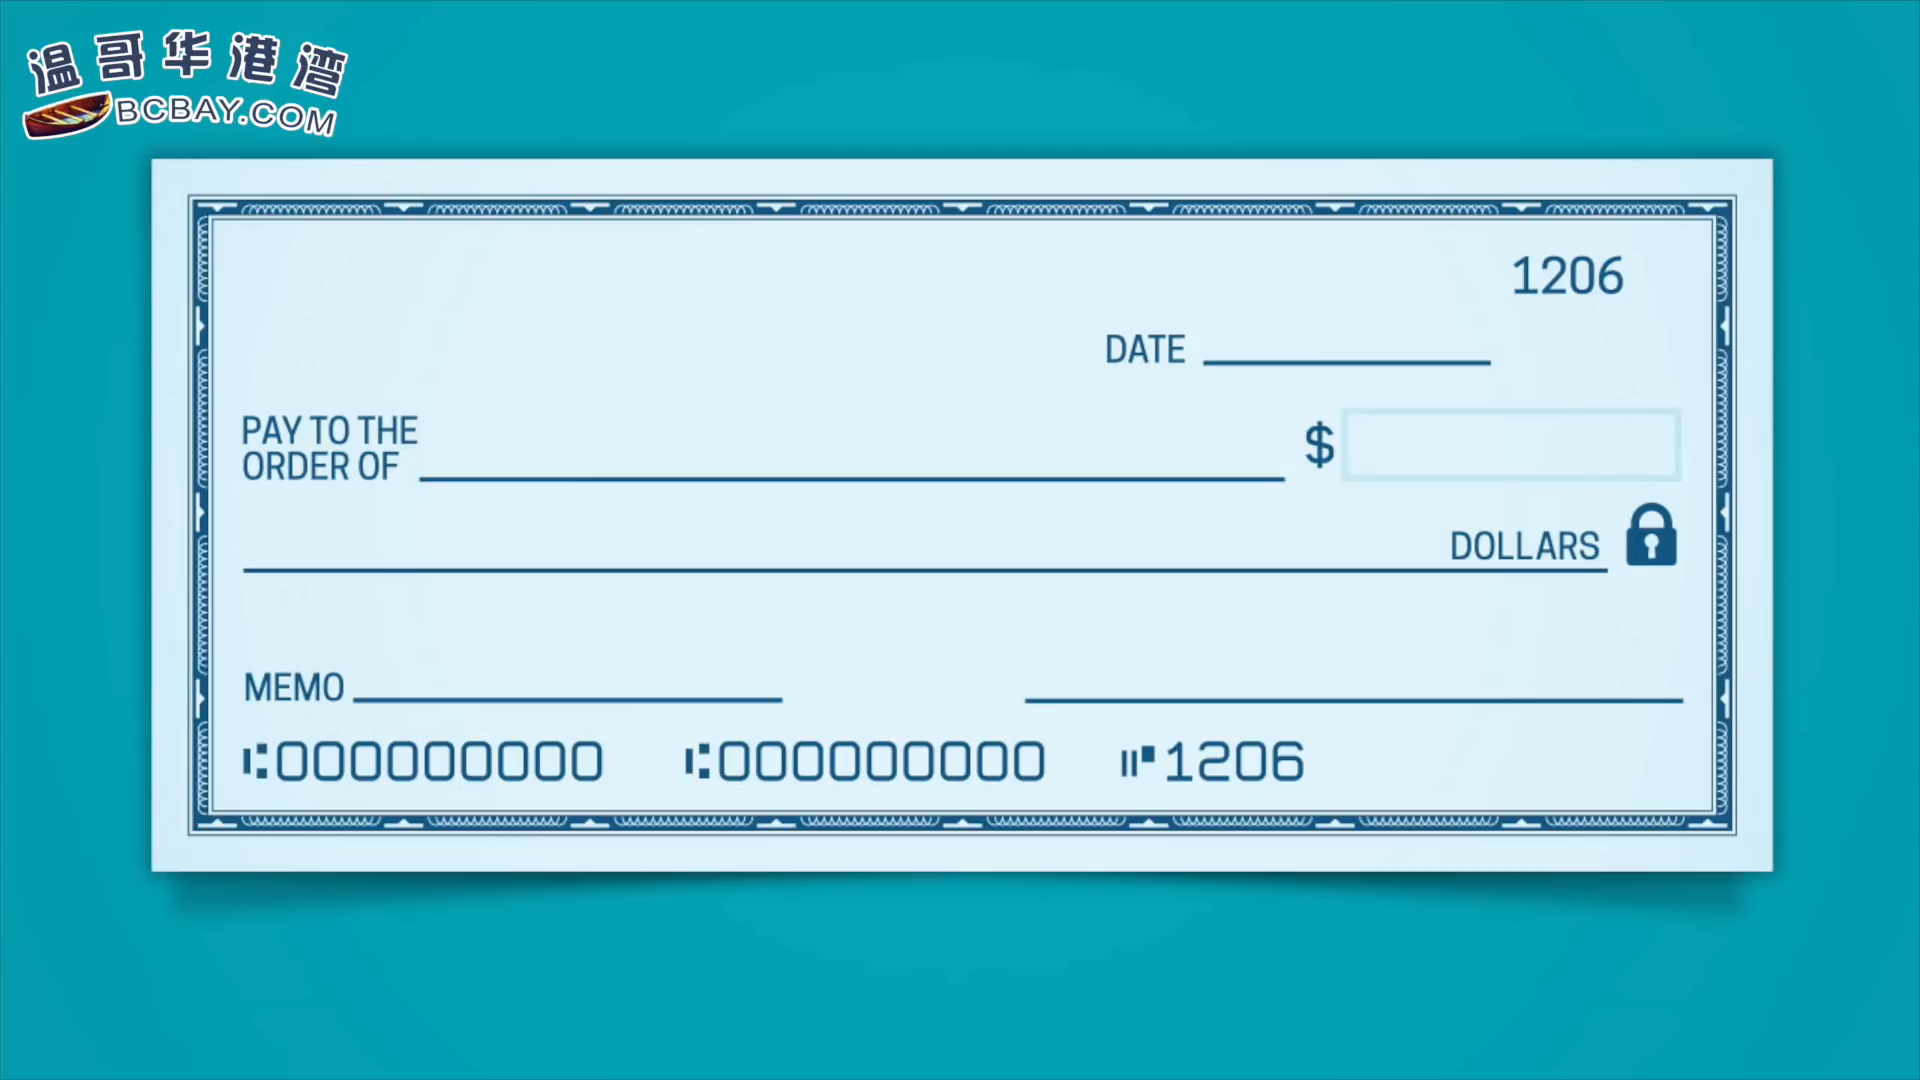 温哥华港湾
BCBAY.COM
1206
DATE
PAY TO THE
ORDER OF
$
DOLLARS
MEMO
⑆000000000 ⑆000000000 ⑈1206